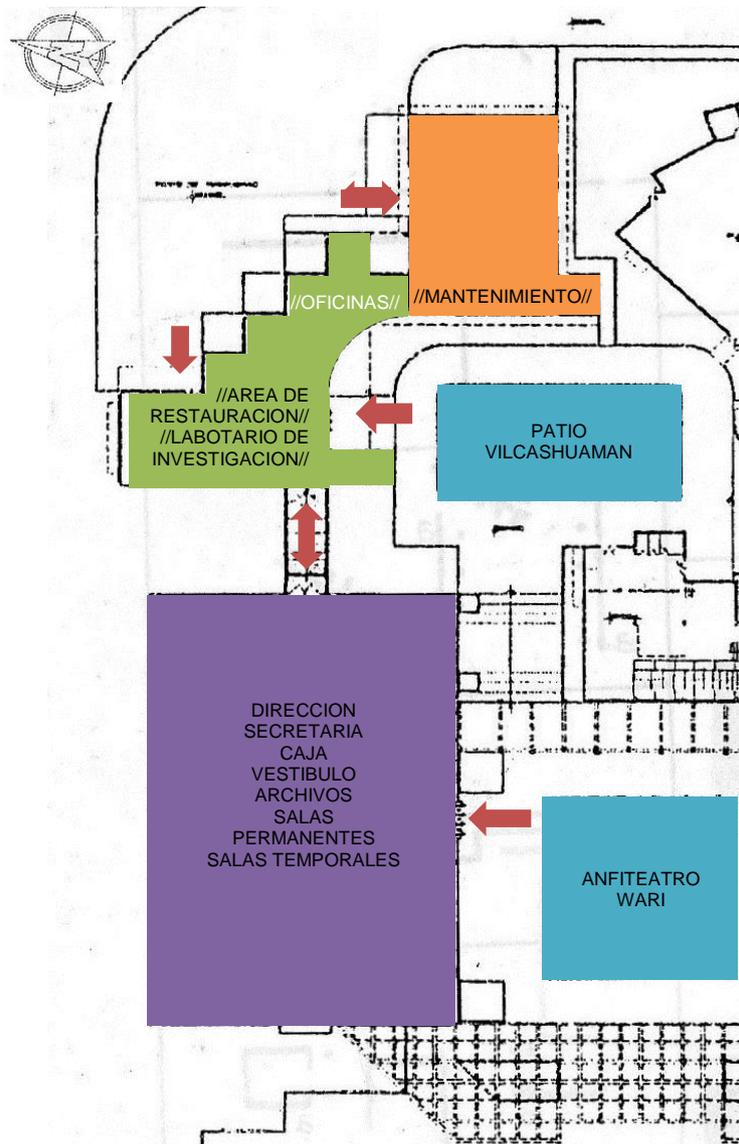 //OFICINAS//
//MANTENIMIENTO//
//AREA DE
RESTAURACION//
//LABOTARIO DE
INVESTIGACION//
PATIO
VILCASHUAMAN
DIRECCION
SECRETARIA
CAJA
VESTIBULO
ARCHIVOS
SALAS
PERMANENTES
SALAS TEMPORALES
ANFITEATRO
WARI